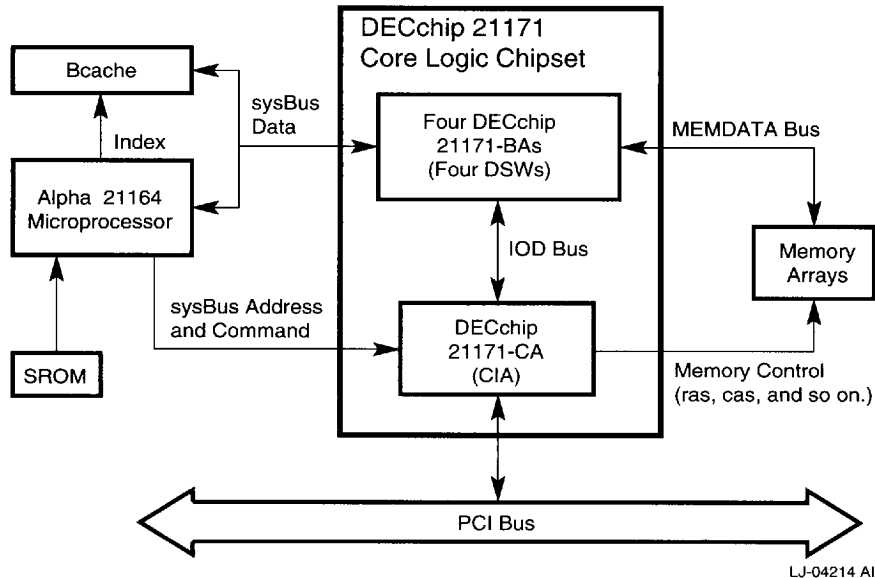 DECchip 21171
Core Logic Chipset
Bcache
sysBus
Data
Index
Four DECchip
21171-BAs
(Four DSWs)
MEMDATA Bus
Alpha 21164
Microprocessor
IOD Bus
Memory
Arrays
sysBus Address
and Command
DECchip
21171-CA
(CIA)
SROM
Memory Control
(ras, cas, and so on.)
PCI Bus
LJ-04214 AI